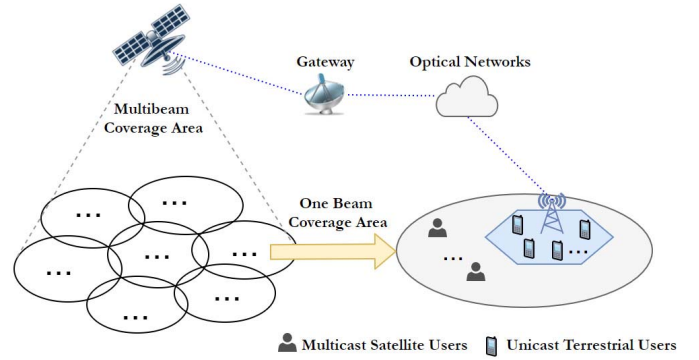 Gateway
Optical Networks
Multibeam
Coverage Area
One Beam
Coverage Area
...
...
...
...
...
...
...
...
...
Multicast Satellite Users
Unicast Terrestrial Users